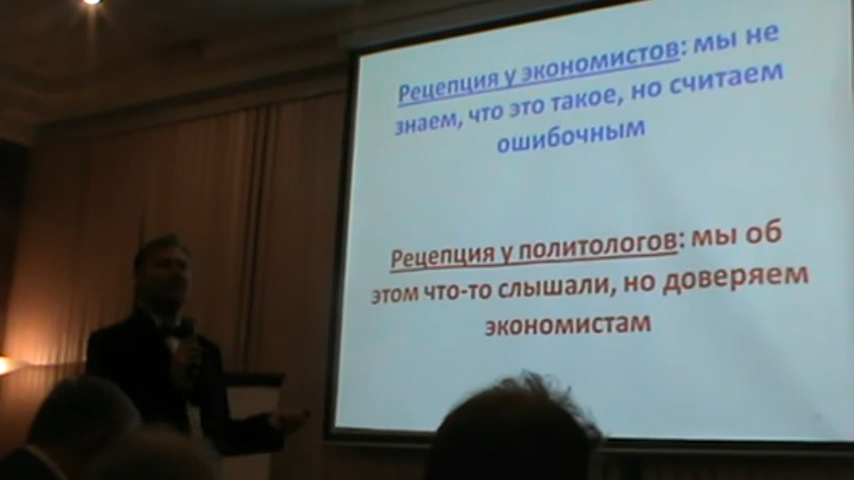 Рецепция у экономистов: мы не
знаем, что это такое, но считаем
ошибочным
Рецепция у политологов: мы об
этом что-то слышали, но доверяем
экономистам